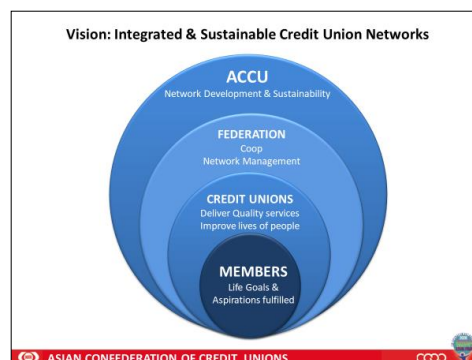 Vision: Integrated & Sustainable Credit Union Networks
ACCU
Network Development & Sustainability
FEDERATION
Coop
Network Management
CREDIT UNIONS
Deliver Quality services
Improve lives of people
MEMBERS
Life Goals &
Aspirations fulfilled
ASIAN CONFEDERATION OF CREDIT UNIONS